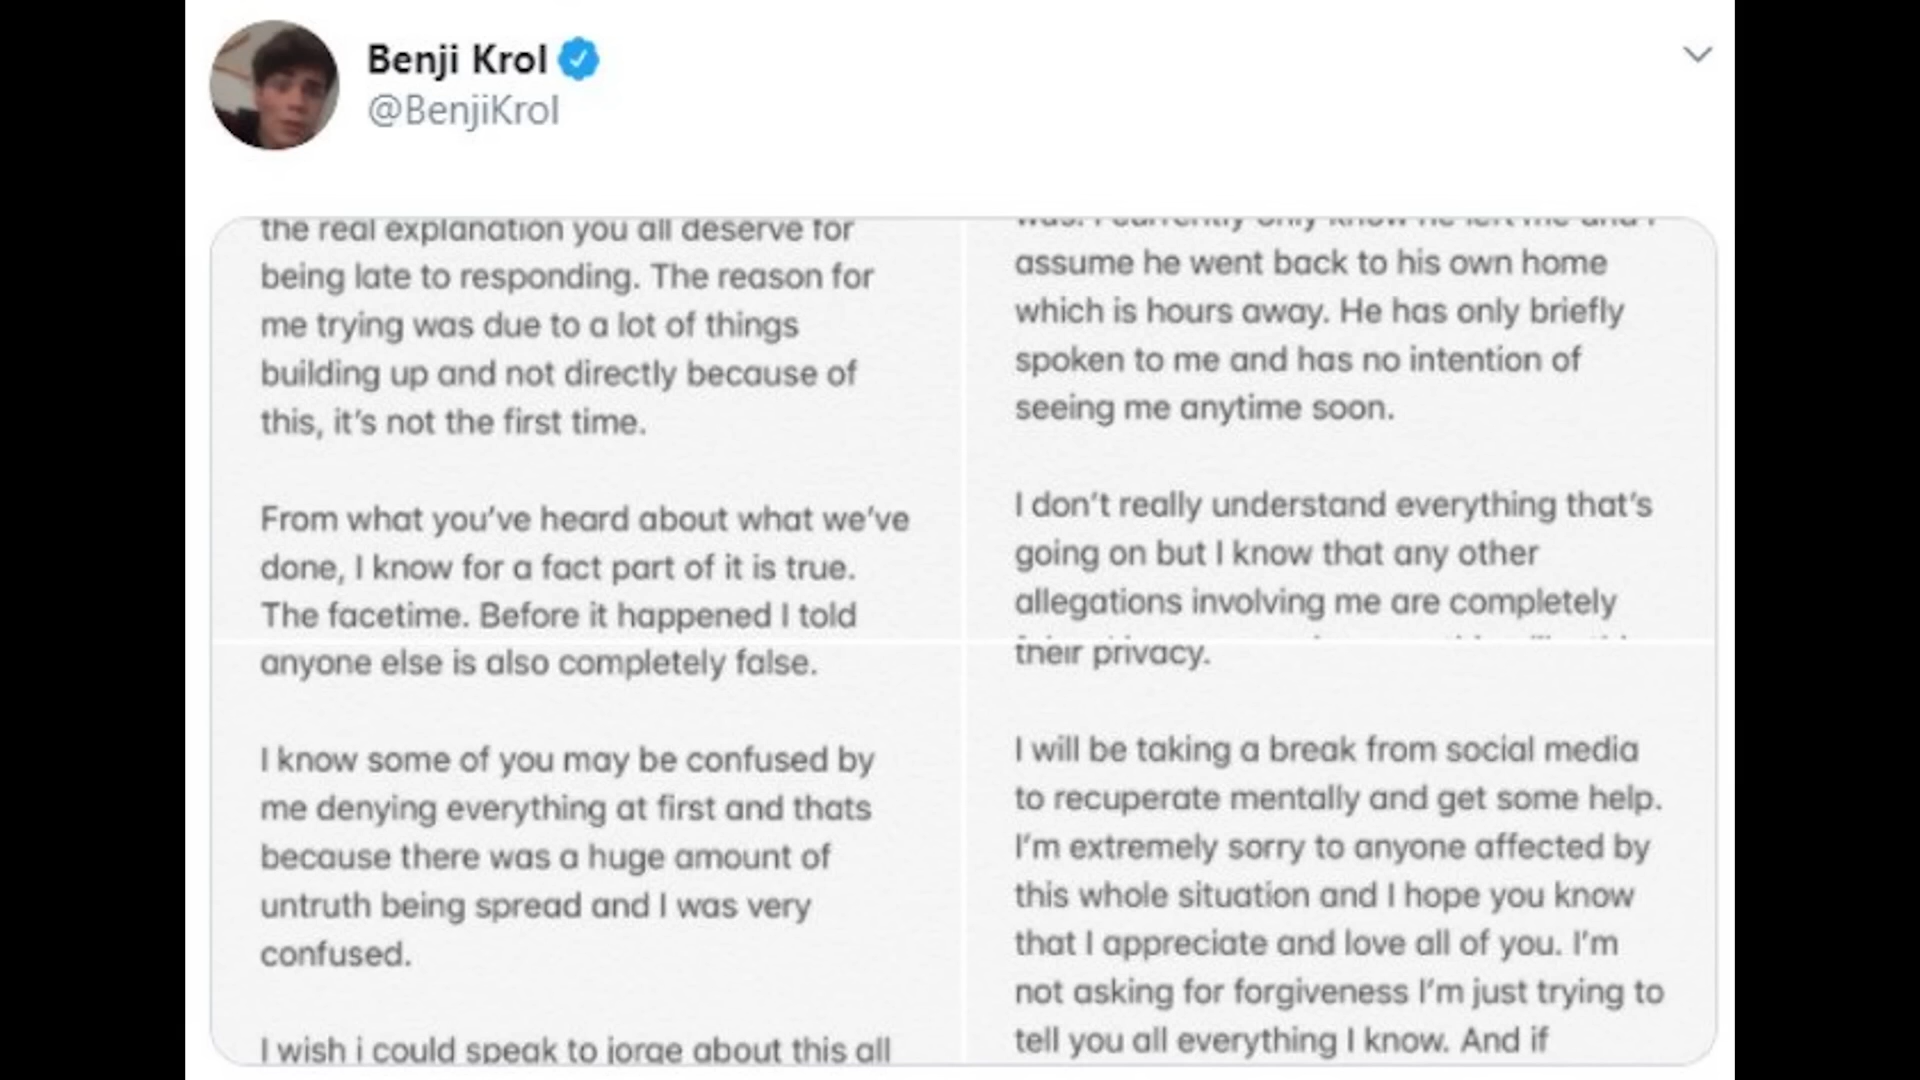 Benji Krol
@BenjiKrol
the real explanation you all deserve for
being late to responding. The reason for
me trying was due to a lot of things
building up and not directly because of
this, it's not the first time.
From what you've heard about what we've
done, I know for a fact part of it is true.
The facetime. Before it happened I told
was. I currently only know he left me and I
assume he went back to his own home
which is hours away. He has only briefly
spoken to me and has no intention of
seeing me anytime soon.
I don't really understand everything that's
going on but I know that any other
allegations involving me are completely
anyone else is also completely false.
I know some of you may be confused by
me denying everything at first and thats
because there was a huge amount of
untruth being spread and I was very
confused.
I wish i could speak to jorge about this all
their privacy.
I will be taking a break from social media
to recuperate mentally and get some help.
I'm extremely sorry to anyone affected by
this whole situation and I hope you know
that I appreciate and love all of you. I'm
not asking for forgiveness I'm just trying to
tell you all everything I know. And if